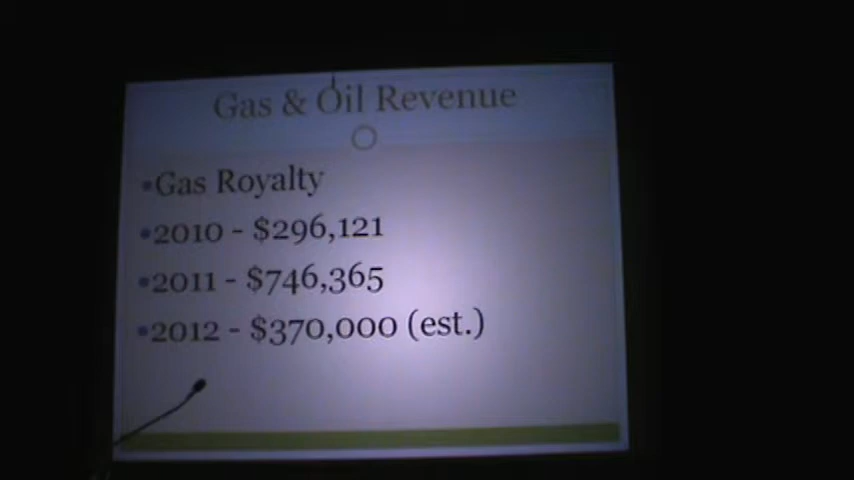 Gas & Oil Revenue
Gas Royalty
2010 - $296,121
2011 - $746,365
2012 - $370,000 (est.)